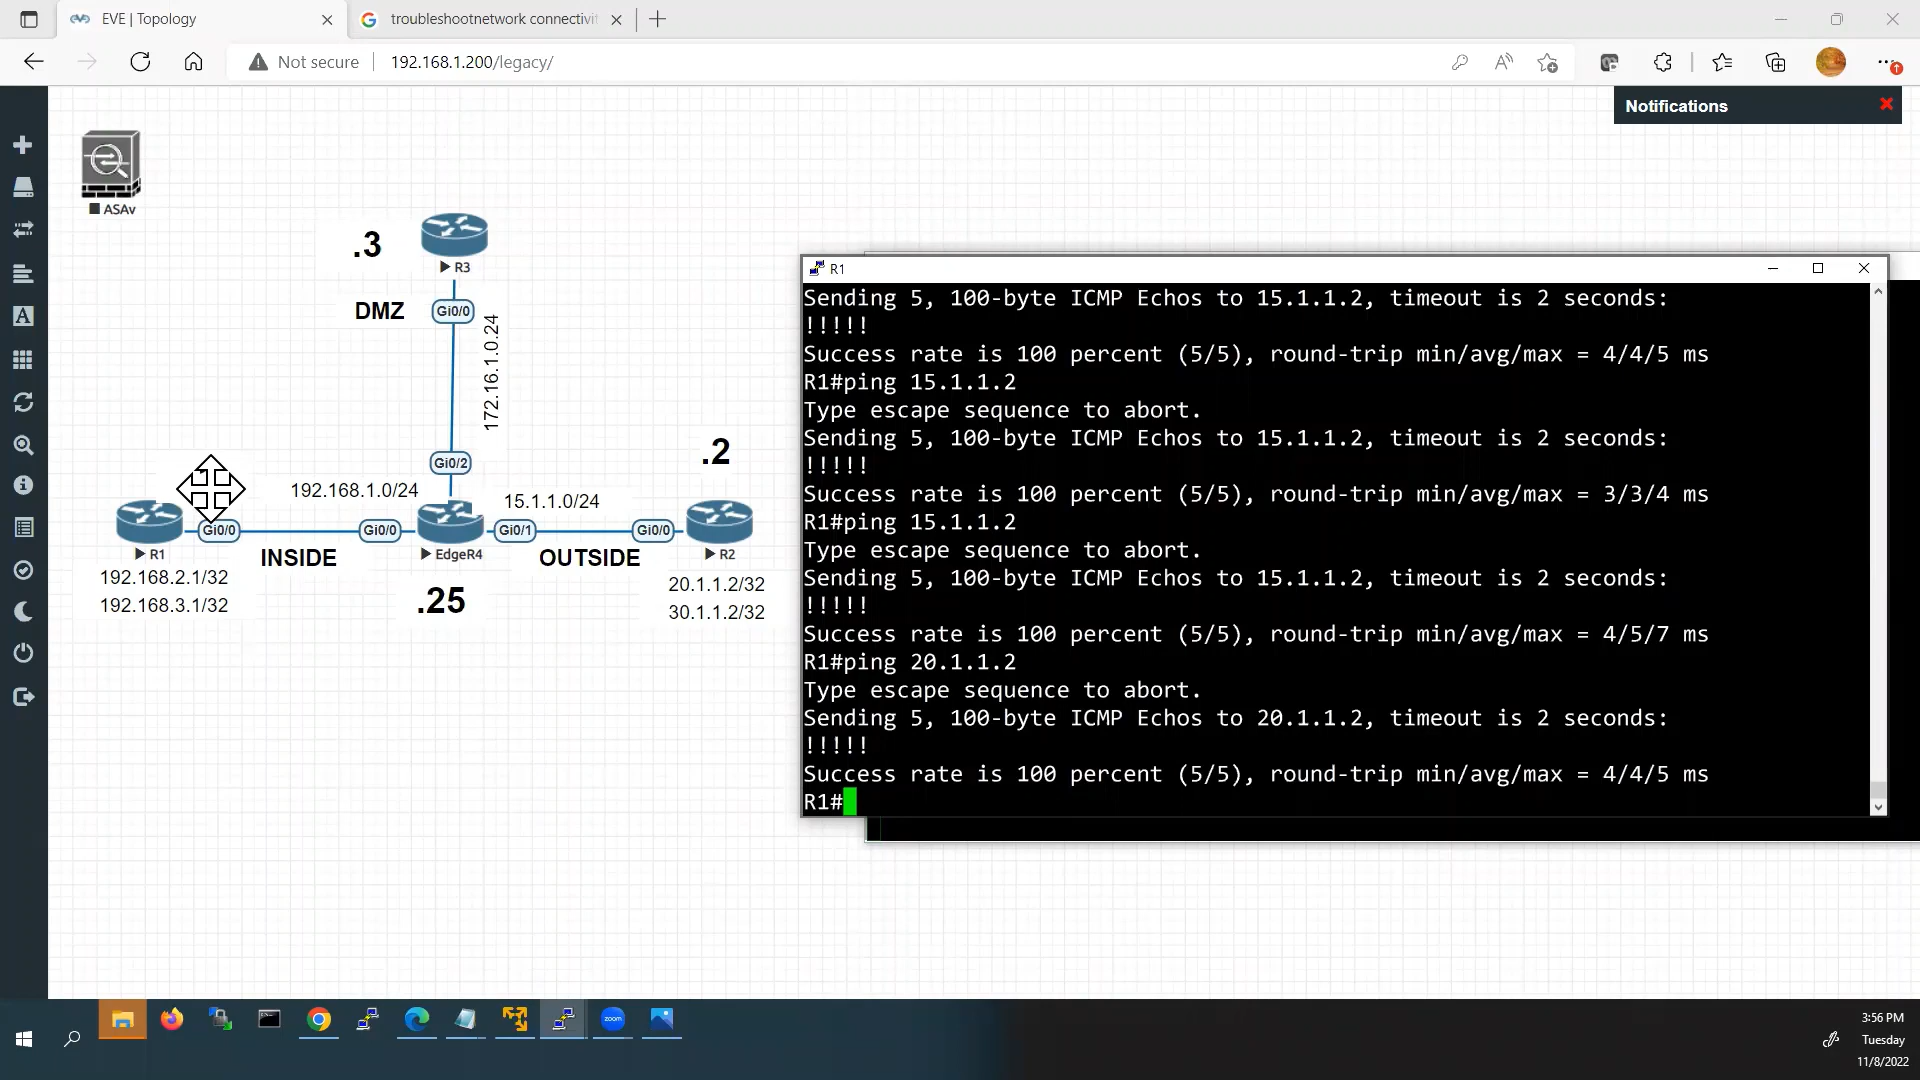 EVE | Topology
troubleshootnetwork connectivit
Not secure
192.168.1.200/legacy/
Notifications
ASAv
.3
R3
DMZ
Gi0/0
172.16.1.0.24
Gi0/2
.2
192.168.1.0/24
15.1.1.0/24
Gi0/0
Gi0/0
Gi0/1
Gi0/0
R1
INSIDE
EdgeR4
OUTSIDE
R2
192.168.2.1/32
192.168.3.1/32
.25
20.1.1.2/32
30.1.1.2/32
R1
Sending 5, 100-byte ICMP Echos to 15.1.1.2, timeout is 2 seconds:
!!!!!
Success rate is 100 percent (5/5), round-trip min/avg/max = 4/4/5 ms
R1#ping 15.1.1.2
Type escape sequence to abort.
Sending 5, 100-byte ICMP Echos to 15.1.1.2, timeout is 2 seconds:
!!!!!
Success rate is 100 percent (5/5), round-trip min/avg/max = 3/3/4 ms
R1#ping 15.1.1.2
Type escape sequence to abort.
Sending 5, 100-byte ICMP Echos to 15.1.1.2, timeout is 2 seconds:
!!!!!
Success rate is 100 percent (5/5), round-trip min/avg/max = 4/5/7 ms
R1#ping 20.1.1.2
Type escape sequence to abort.
Sending 5, 100-byte ICMP Echos to 20.1.1.2, timeout is 2 seconds:
!!!!!
Success rate is 100 percent (5/5), round-trip min/avg/max = 4/4/5 ms
R1#
zoom
3:56 PM
Tuesday
11/8/2022